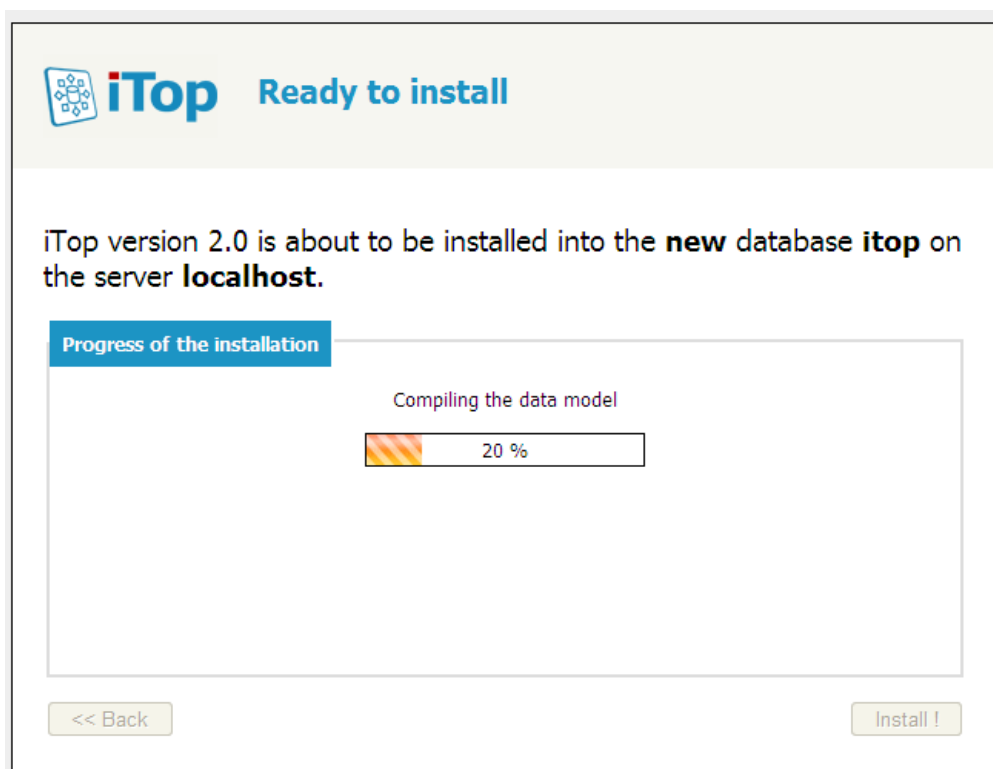 iTop Ready to install
iTop version 2.0 is about to be installed into the new database itop on
the server localhost.
Progress of the installation
Compiling the data model
20 %
<< Back
Install !